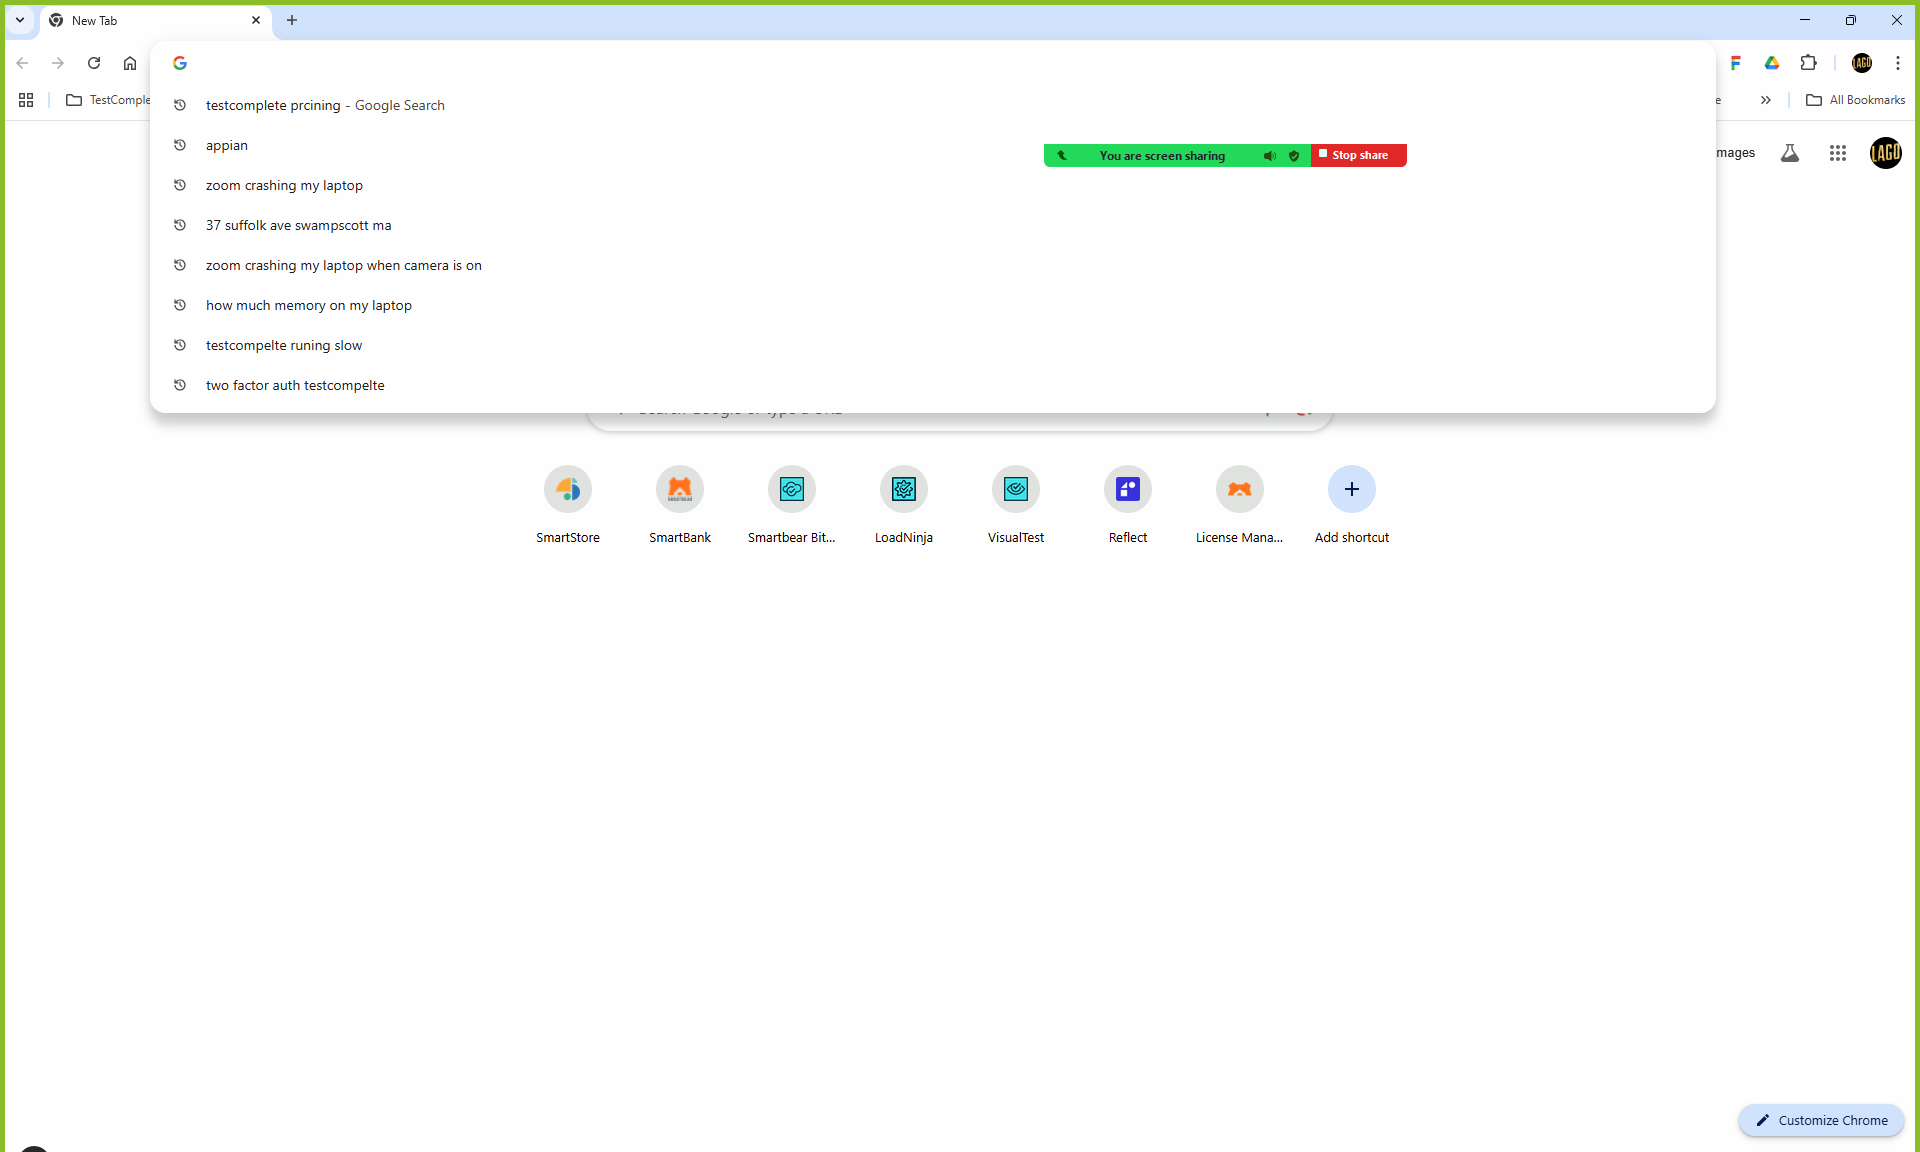 New Tab
TestComple
e
All Bookmarks
testcomplete prcining - Google Search
appian
You are screen sharing
Stop share
mages
LAGO
zoom crashing my laptop
37 suffolk ave swampscott ma
zoom crashing my laptop when camera is on
how much memory on my laptop
testcompelte runing slow
two factor auth testcompelte
SmartStore
SmartBank
Smartbear Bit...
LoadNinja
VisualTest
Reflect
License Mana...
Add shortcut
Customize Chrome